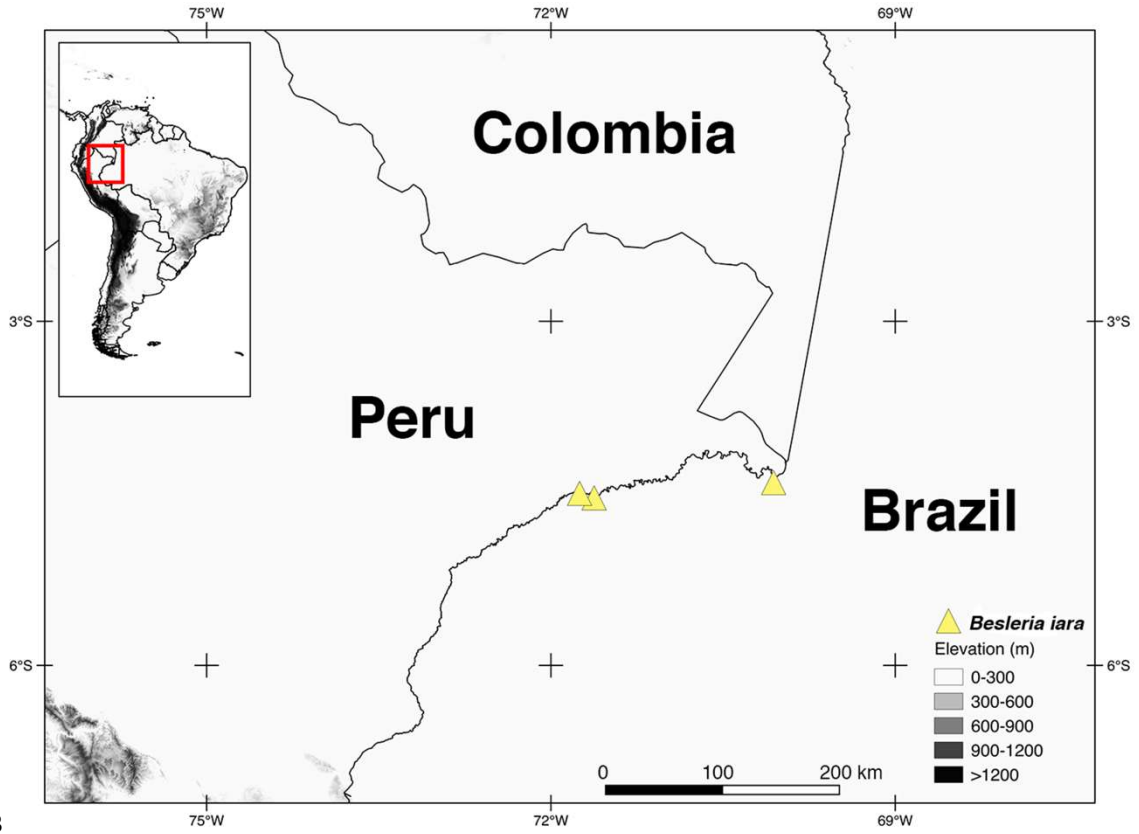 75°W 72°W 69°W
Colombia
3°S 3°S
Peru
Brazil
Besleria iara
Elevation (m)
6°S 6°S
0-300
300-600
600-900
900-1200
>1200
0 100 200 km
75°W 72°W 69°W